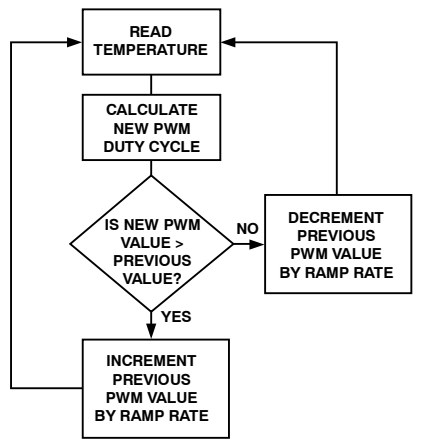 READ
TEMPERATURE
CALCULATE
NEW PWM
DUTY CYCLE
IS NEW PWM
VALUE >
PREVIOUS
VALUE?
NO
DECREMENT
PREVIOUS
PWM VALUE
BY RAMP RATE
YES
INCREMENT
PREVIOUS
PWM VALUE
BY RAMP RATE